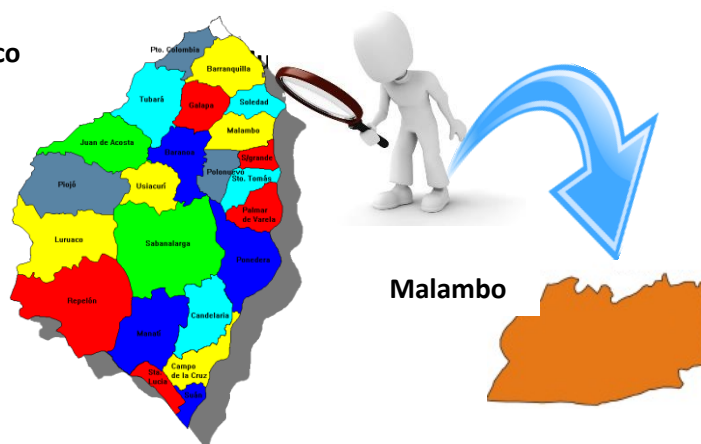 co
Pto. Colombia
Barranquilla
Tubará
Galapa
Soledad
Malambo
Juan de Acosta
Baranoa
S/grande
Polonuevo
Sto. Tomás
Piojó
Usiacurí
Palmar
de Varela
Luruaco
Sabanalarga
Ponedera
Malambo
Repelón
Candelaria
Manatí
Campo
de la Cruz
Sta.
Lucía
Suán